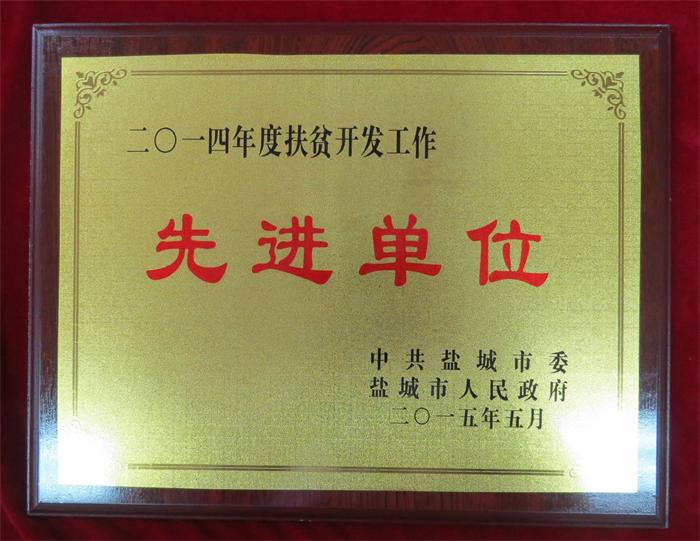 二〇一四年度扶贫开发工作
先进单位
中共盐城市委
盐城市人民政府
二〇一五年五月